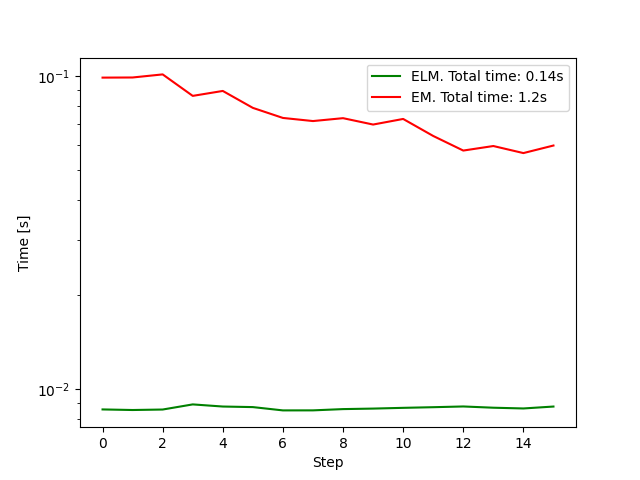 10⁻¹
10⁻²
Time [s]
ELM. Total time: 0.14s
EM. Total time: 1.2s
0 2 4 6 8 10 12 14
Step